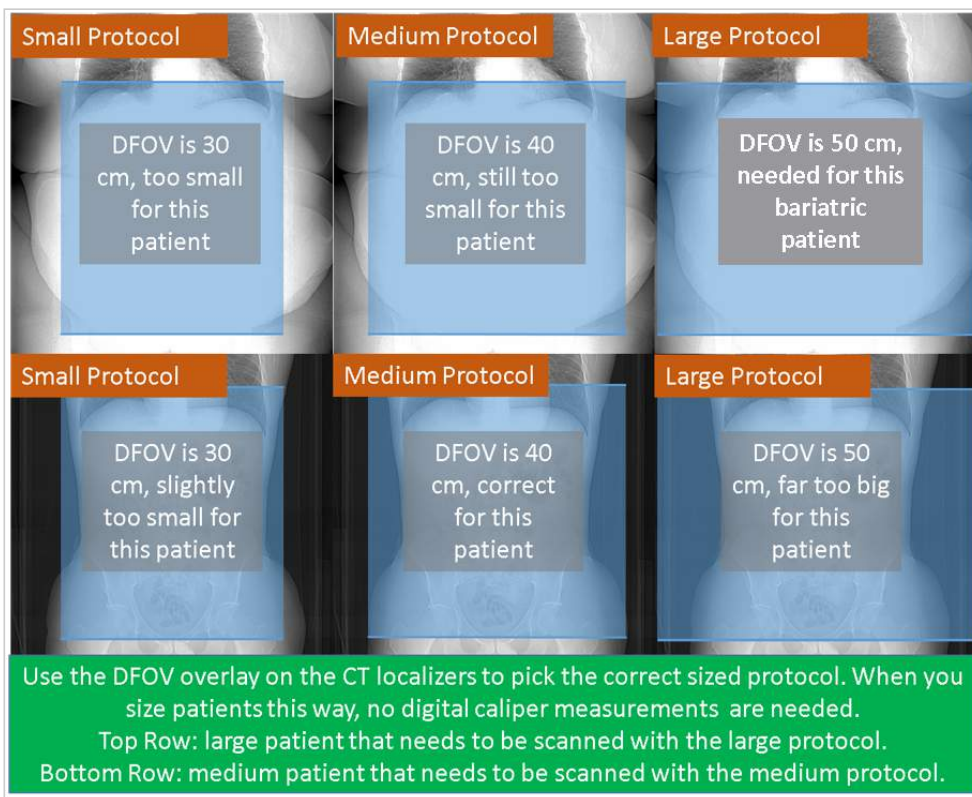 Small Protocol
Medium Protocol
Large Protocol
DFOV is 30
cm, too small
for this
patient
DFOV is 40
cm, still too
small for this
patient
DFOV is 50 cm,
needed for this
bariatric
patient
Small Protocol
Medium Protocol
Large Protocol
DFOV is 30
cm, slightly
too small for
this patient
DFOV is 40
cm, correct
for this
patient
DFOV is 50
cm, far too big
for this
patient
Use the DFOV overlay on the CT localizers to pick the correct sized protocol. When you
size patients this way, no digital caliper measurements are needed.
Top Row: large patient that needs to be scanned with the large protocol.
Bottom Row: medium patient that needs to be scanned with the medium protocol.